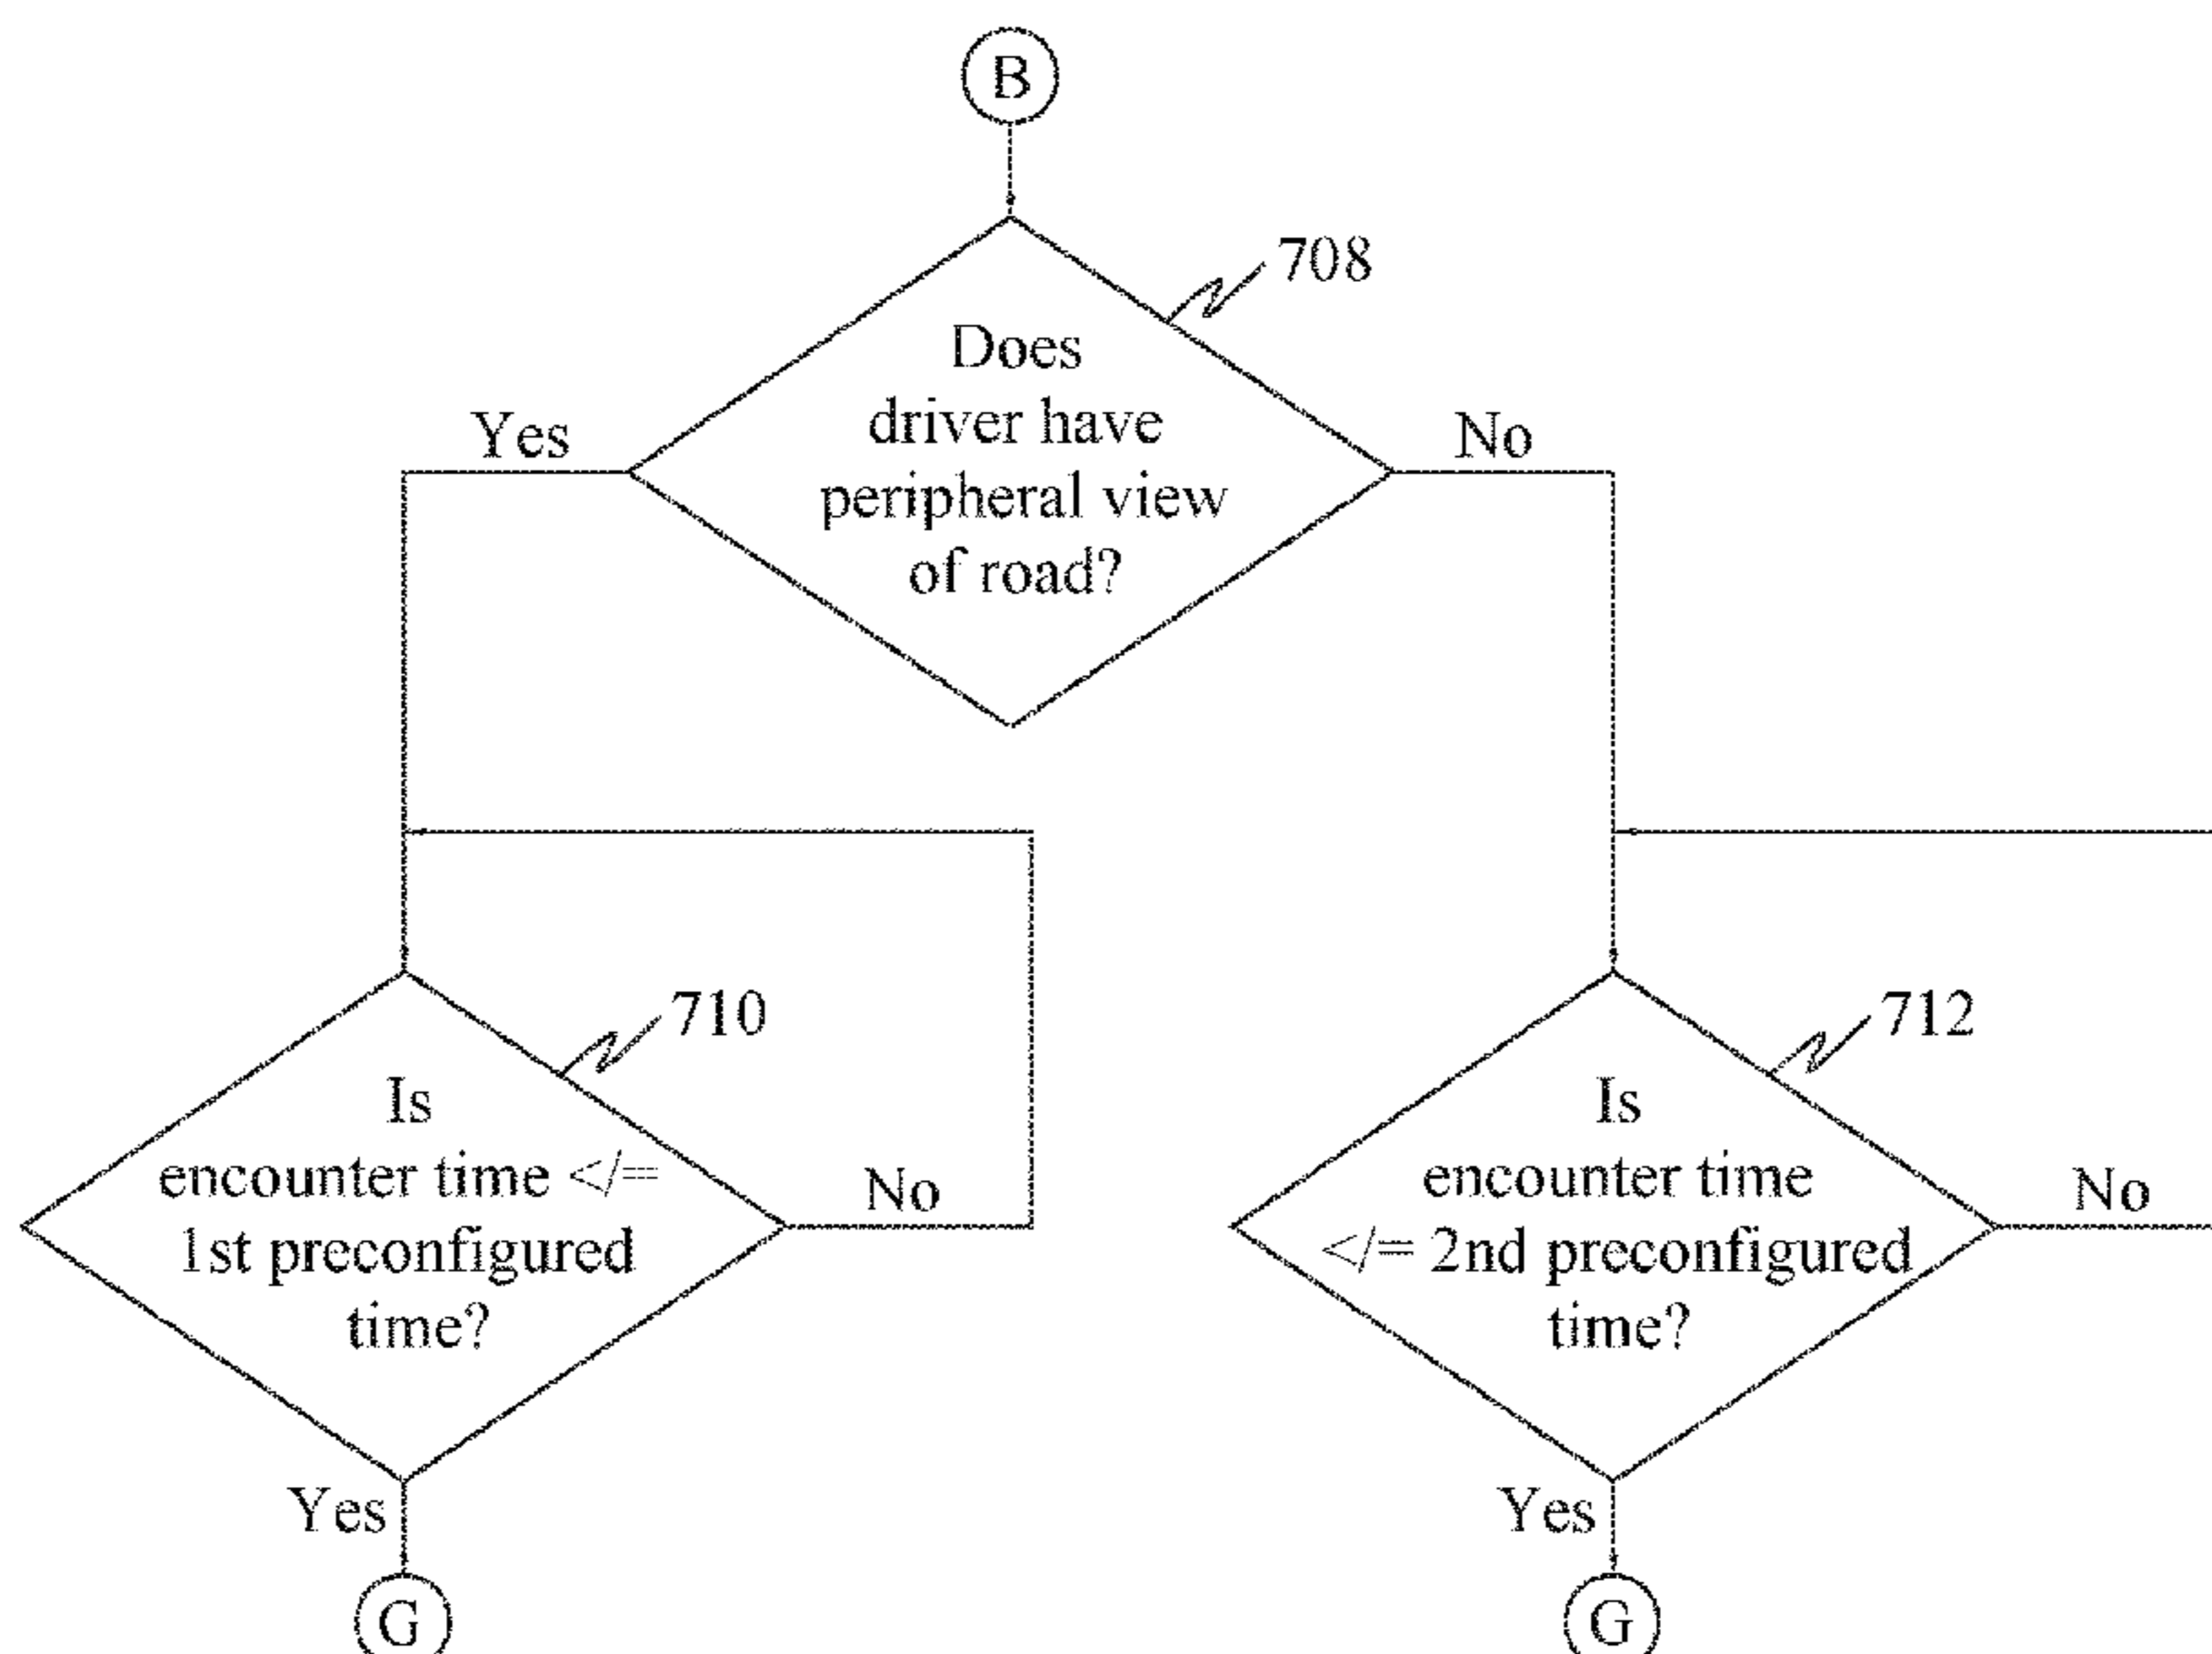 B
708
Does
driver have
peripheral view
of road?
Yes
No
710
Is
encounter time </=
1st preconfigured
time?
No
Yes
G
712
Is
encounter time
</= 2nd preconfigured
time?
No
Yes
G